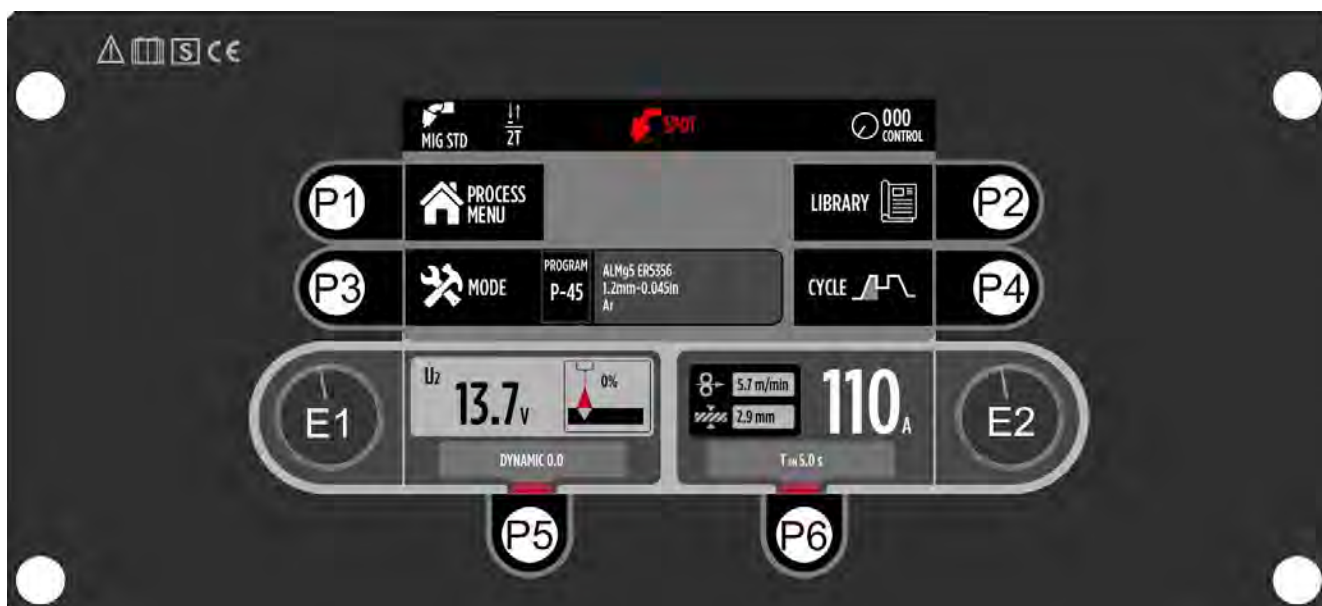 S CE
MIG STD
2T
SPOT
000
CONTROL
P1
PROCESS
MENU
LIBRARY
P2
P3
MODE
PROGRAM
P-45
ALMg5 ER5356
1.2mm-0.045in
Ar
CYCLE
P4
E1
U2
13.7V
0%
5.7 m/min
2.9 mm
110A
E2
DYNAMIC 0.0
T ON 5.0 s
P5
P6